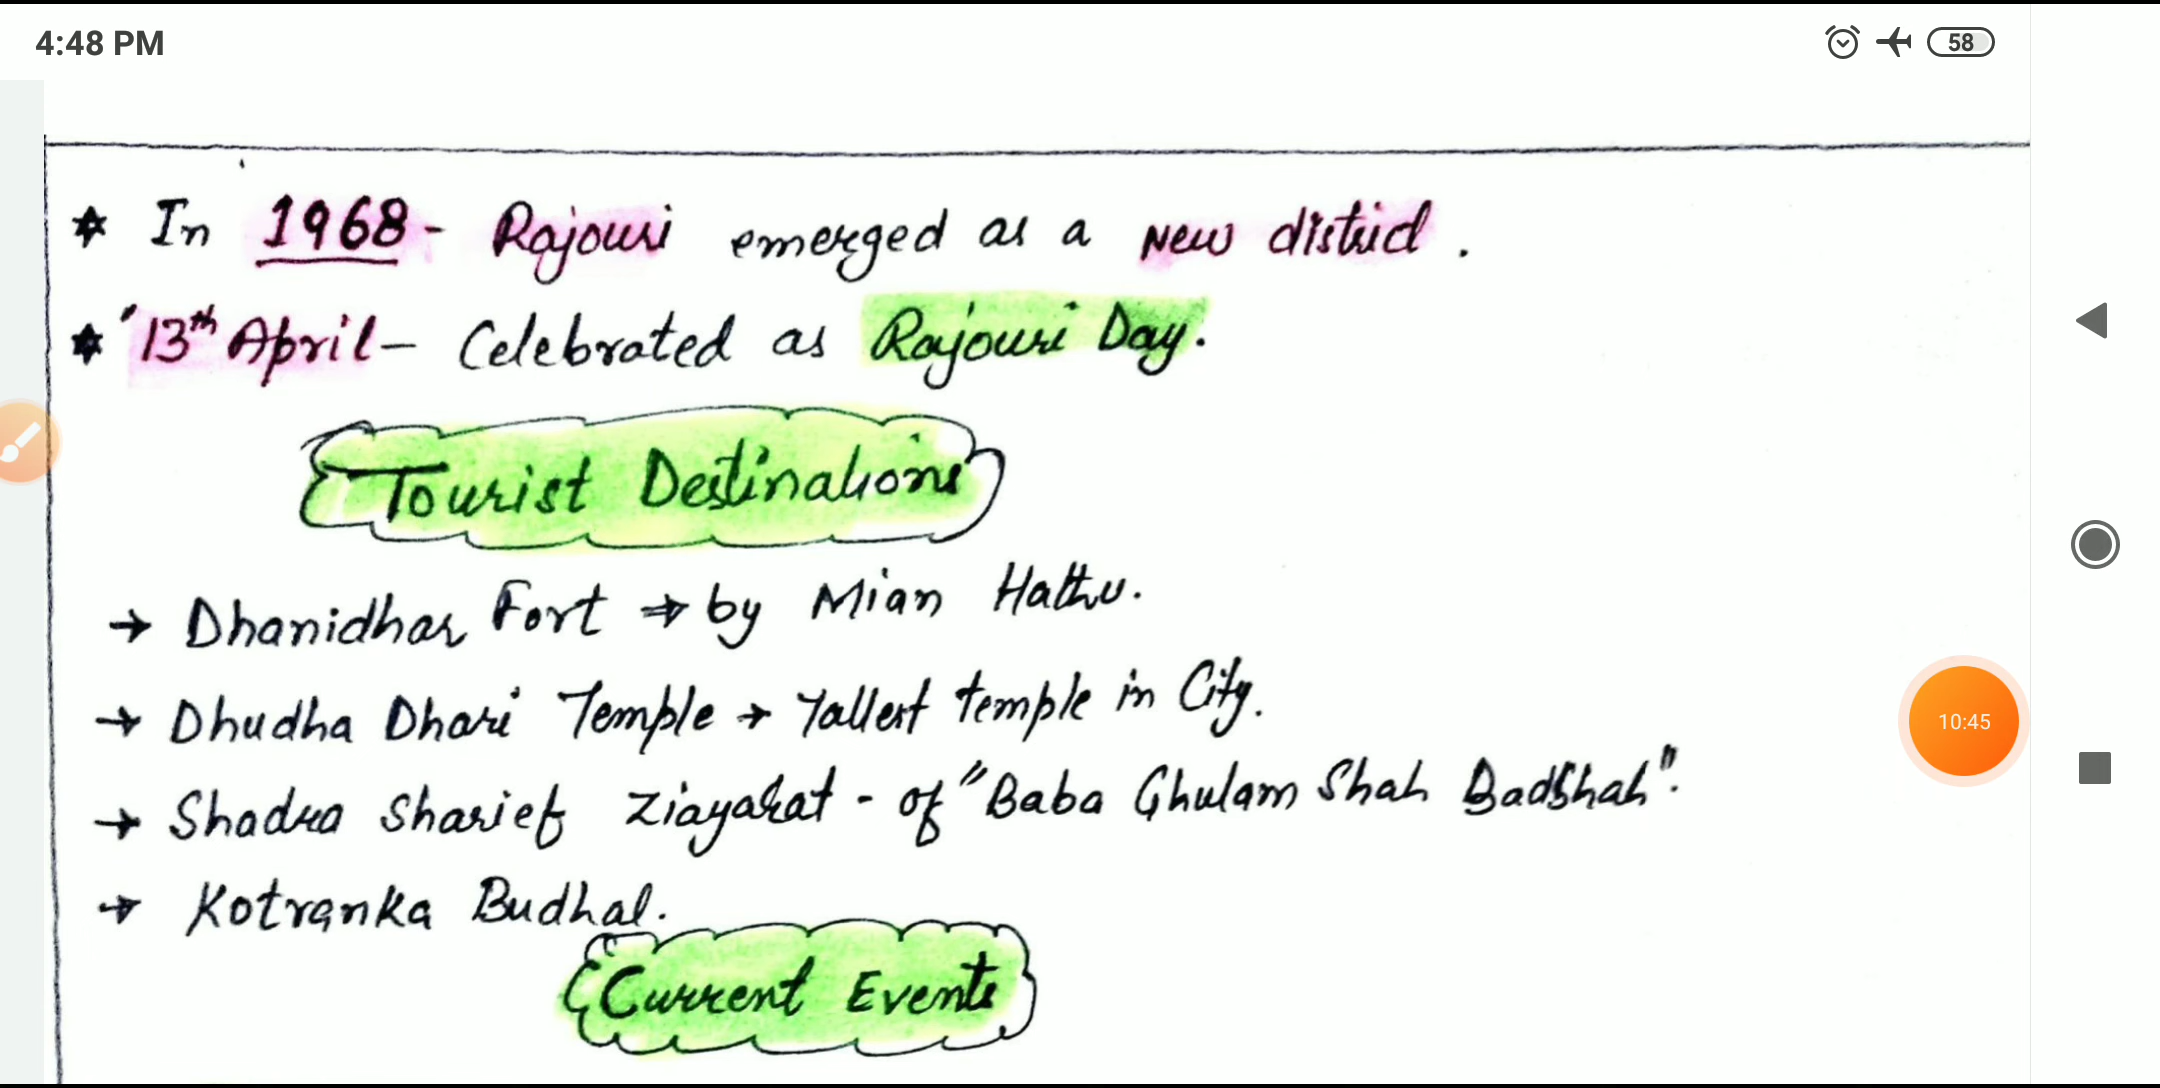 4:48 PM
58
☆ In 1968 - Rajouri emerged as a New district .
☆ 13th April - Celebrated as Rajouri Day.
Tourist Destinations
→ Dhanidhar Fort ⇒ by Mian Hathu.
→ Dhudha Dhari Temple → Tallest temple in City.
10:45
→ Shadra Sharief Ziayarat - of "Baba Ghulam Shah Badshah".
→ Kotranka Budhal.
Current Events